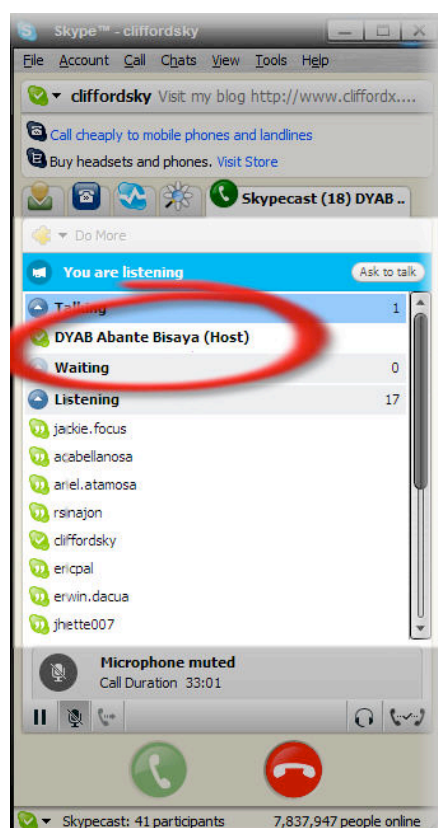 Skype™ - cliffordsky
File Account Call Chats View Tools Help
cliffordsky Visit my blog http://www.cliffordx....
Call cheaply to mobile phones and landlines
Buy headsets and phones. Visit Store
Skypecast (18) DYAB ..
Do More
You are listening Ask to talk
Talking 1
DYAB Abante Bisaya (Host)
Waiting 0
Listening 17
jackie.focus
acabellanosa
ariel.atamosa
rsinajon
cliffordsky
ericpal
erwin.dacua
jhette007
Microphone muted
Call Duration 33:01
Skypecast: 41 participants 7,837,947 people online